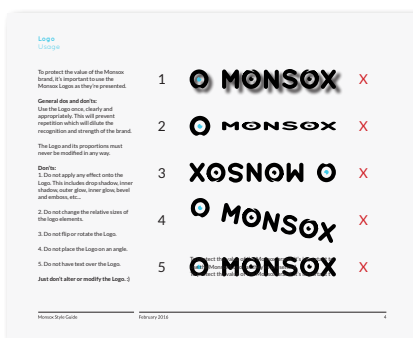 Logo
Usage
To protect the value of the Monsox
brand, it's important to use the
Monsox Logos as they're presented.
General dos and don'ts:
Use the Logo once, clearly and
appropriately. This will prevent
repetition which will dilute the
recognition and strength of the brand.
The Logo and its proportions must
never be modified in any way.
Don'ts:
1. Do not apply any effect onto the
Logo. This includes drop shadow, inner
shadow, outer glow, inner glow, bevel
and emboss, etc...
2. Do not change the relative sizes of
the logo elements.
3. Do not flip or rotate the Logo.
4. Do not place the Logo on an angle.
5. Do not have text over the Logo.
Just don't alter or modify the Logo. :)
1 MONSOX X
2 MONSOX X
3 MONSOX X
4 MONSOX X
5 MONSOX X
Monsox Style Guide February 2016 4